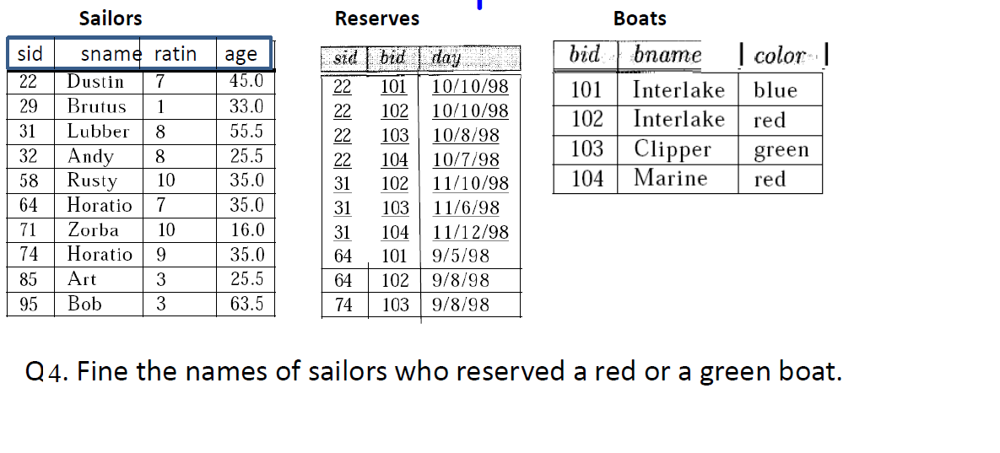 Sailors Reserves Boats
sid sname ratin age
22 Dustin 7 45.0
29 Brutus 1 33.0
31 Lubber 8 55.5
32 Andy 8 25.5
58 Rusty 10 35.0
64 Horatio 7 35.0
71 Zorba 10 16.0
74 Horatio 9 35.0
85 Art 3 25.5
95 Bob 3 63.5
sid bid day
22 101 10/10/98
22 102 10/10/98
22 103 10/8/98
22 104 10/7/98
31 102 11/10/98
31 103 11/6/98
31 104 11/12/98
64 101 9/5/98
64 102 9/8/98
74 103 9/8/98
bid bname color
101 Interlake blue
102 Interlake red
103 Clipper green
104 Marine red
Q4. Fine the names of sailors who reserved a red or a green boat.